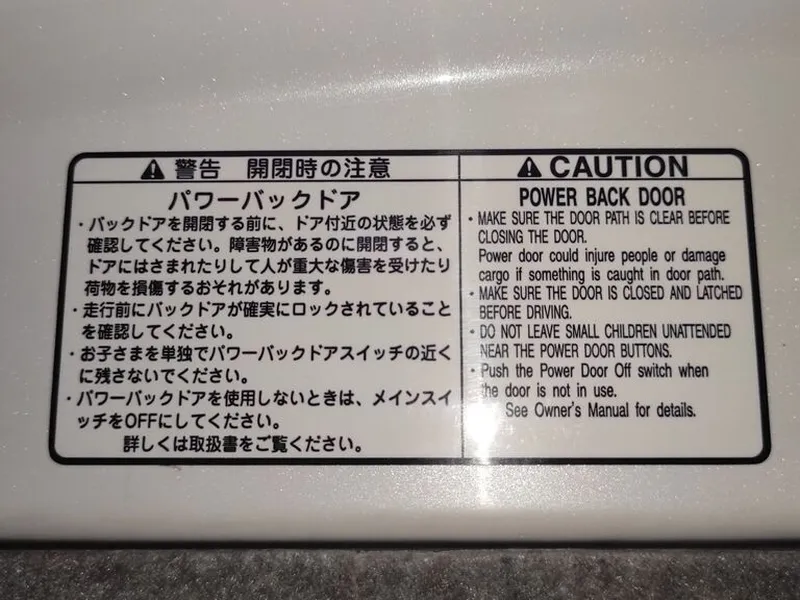 ⚠ 警告 開閉時の注意
パワーバックドア
・バックドアを開閉する前に、ドア付近の状態を必ず
確認してください。障害物があるのに開閉すると、
ドアにはさまれたりして人が重大な傷害を受けたり
荷物を損傷するおそれがあります。
・走行前にバックドアが確実にロックされていること
を確認してください。
・お子さまを単独でパワーバックドアスイッチの近く
に残さないでください。
・パワーバックドアを使用しないときは、メインスイ
ッチをOFFにしてください。
詳しくは取扱書をご覧ください。
⚠ CAUTION
POWER BACK DOOR
・MAKE SURE THE DOOR PATH IS CLEAR BEFORE
CLOSING THE DOOR.
Power door could injure people or damage
cargo if something is caught in door path.
・MAKE SURE THE DOOR IS CLOSED AND LATCHED
BEFORE DRIVING.
・DO NOT LEAVE SMALL CHILDREN UNATTENDED
NEAR THE POWER DOOR BUTTONS.
・Push the Power Door Off switch when
the door is not in use.
See Owner's Manual for details.